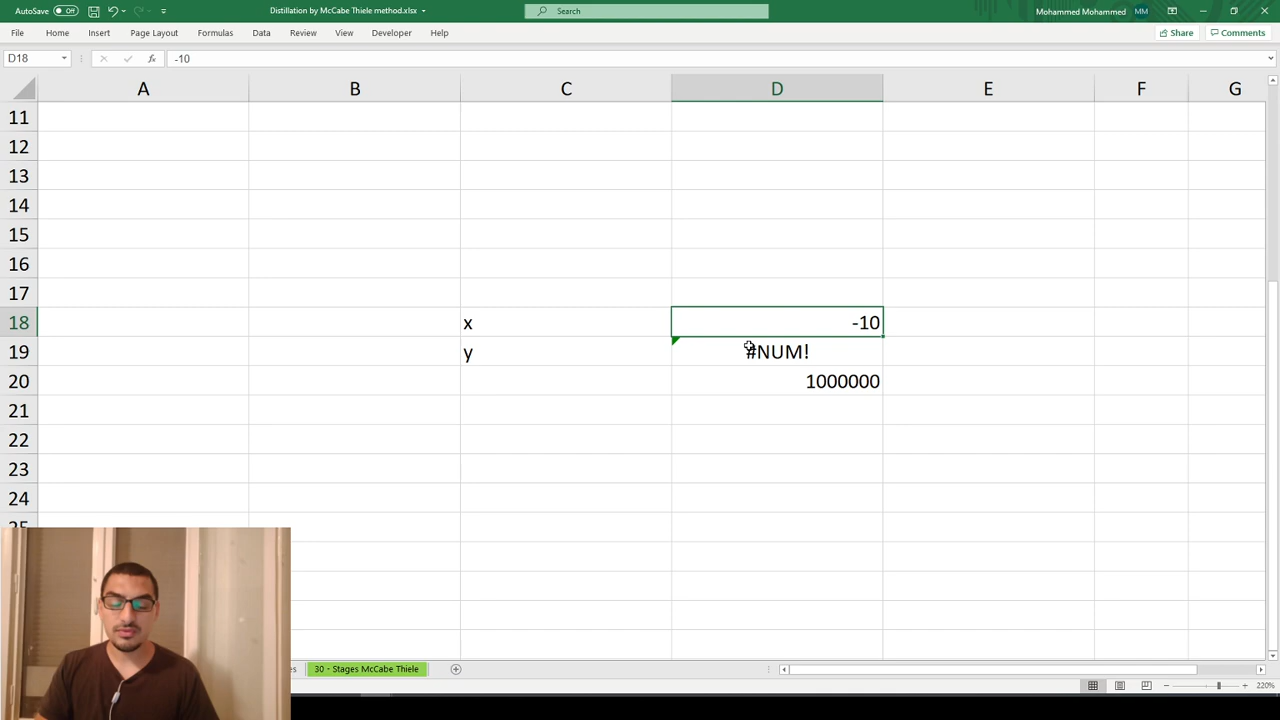 AutoSave Off Distillation by McCabe Thiele method.xlsx Search Mohammed Mohammed MM
File Home Insert Page Layout Formulas Data Review View Developer Help Share Comments
D18 fx -10
A B C D E F G
11
12
13
14
15
16
17
18 x -10
19 y #NUM!
20 1000000
21
22
23
24
30 - Stages McCabe Thiele
220%